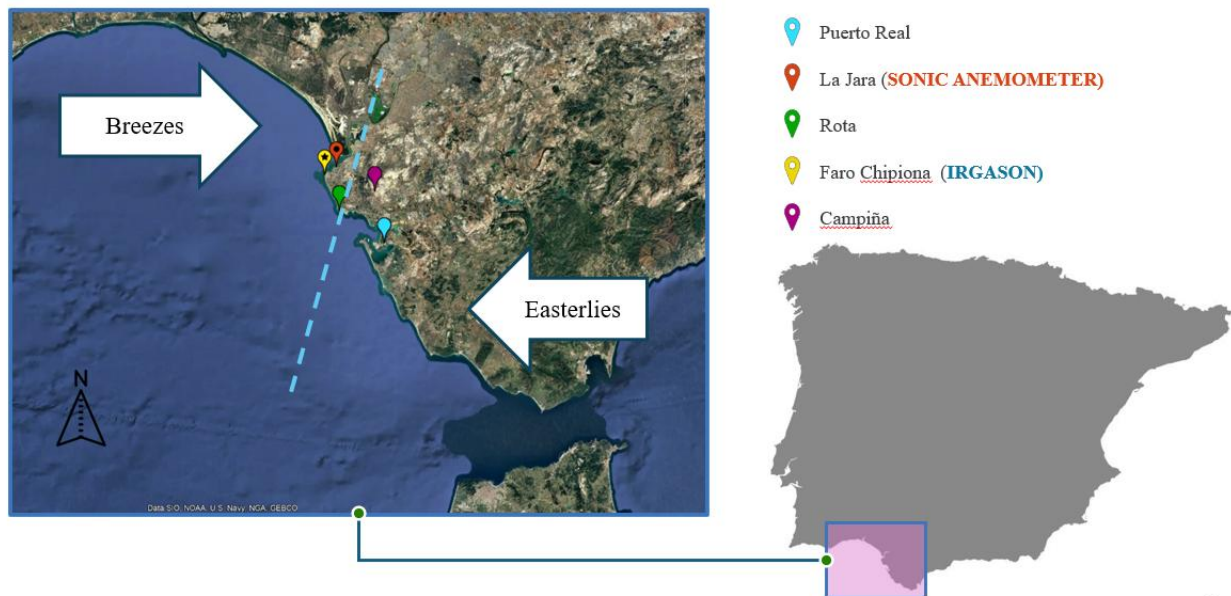 Breezes
Easterlies
N
Data SIO, NOAA, U.S. Navy, NGA, GEBCO
Puerto Real
La Jara (SONIC ANEMOMETER)
Rota
Faro Chipiona (IRGASON)
Campiña